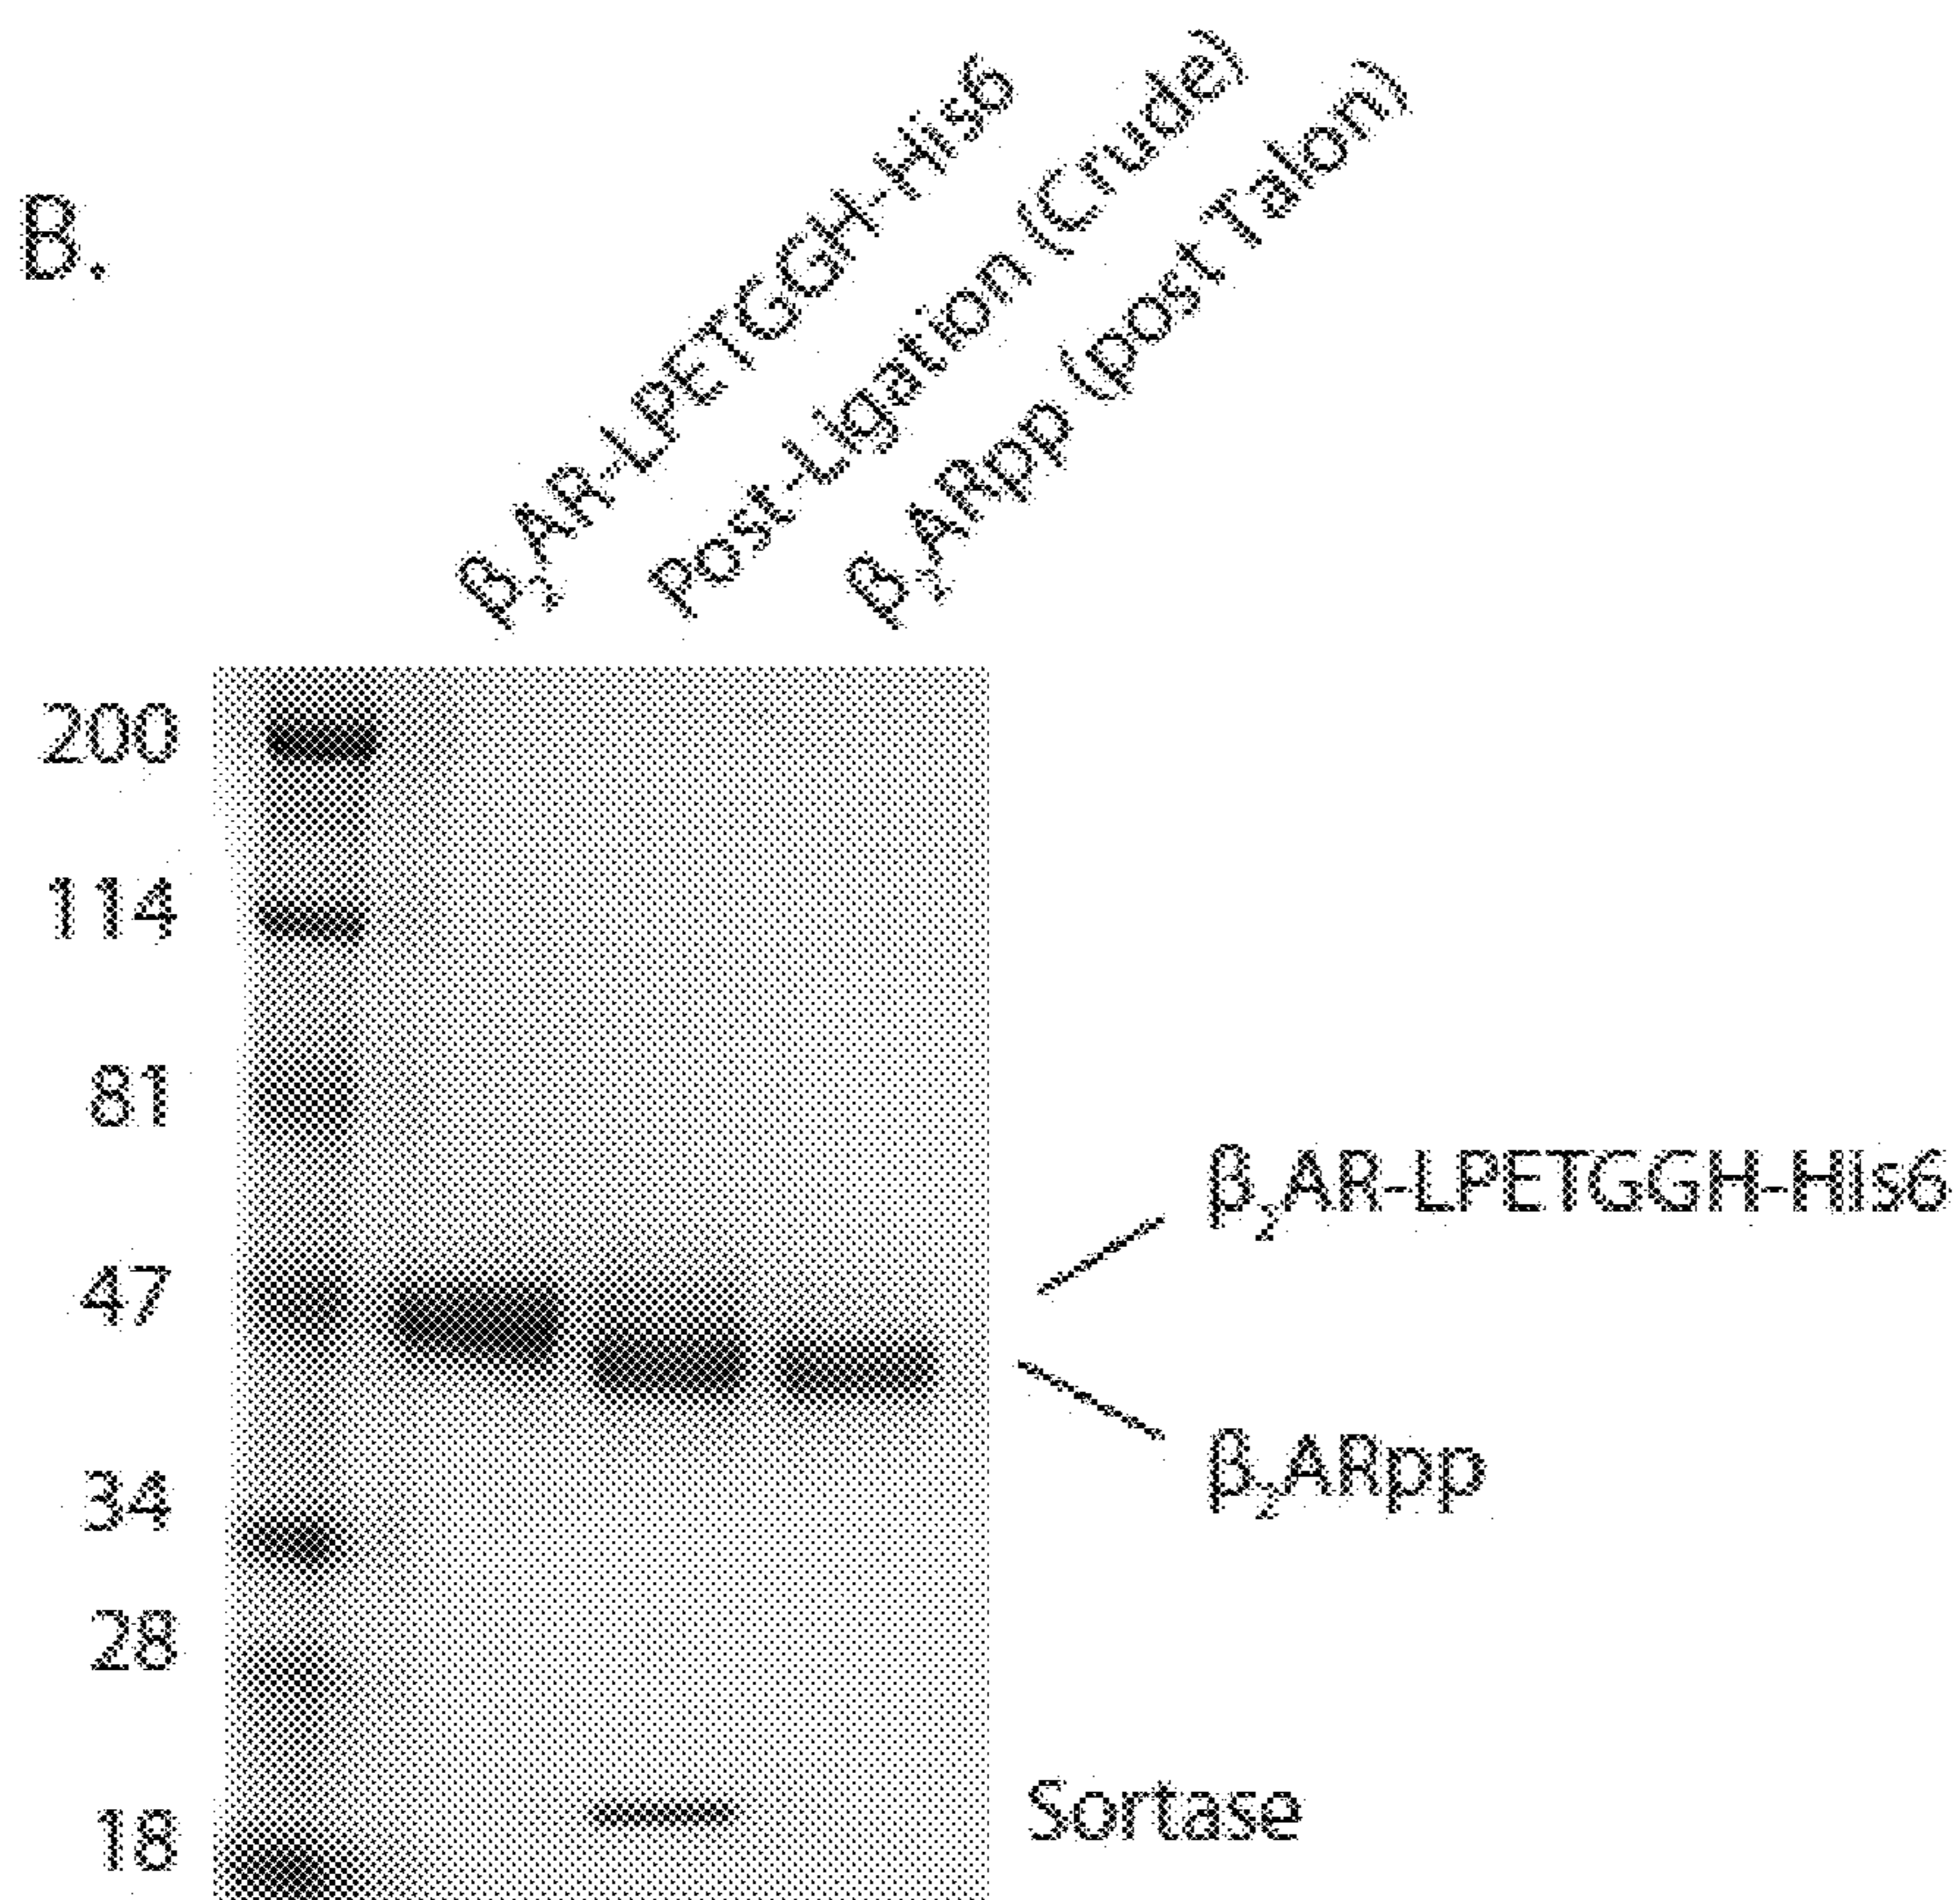 B.
β₂AR-LPETGGH-His6
Post-Ligation (Crude)
β₂ARpp (post Talon)
200
114
81
47
34
28
18
β₂AR-LPETGGH-His6
β₂ARpp
Sortase